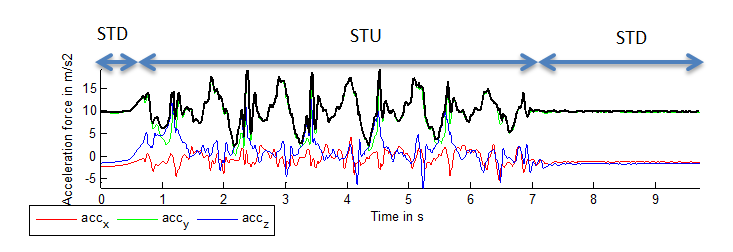 STD STU STD
Acceleration force in m/s2
15
10
5
0
-5
0 1 2 3 4 5 6 7 8 9
Time in s
acc_x acc_y acc_z